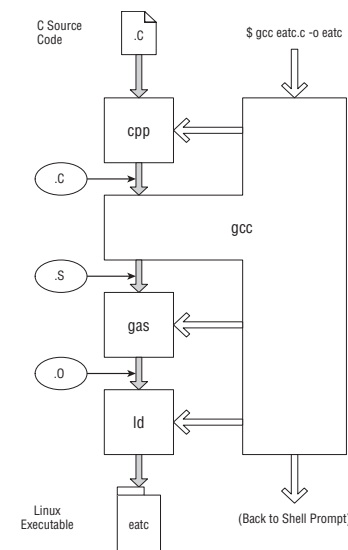 C Source
Code
.C
$ gcc eatc.c -o eatc
cpp
.C
gcc
.S
gas
.O
ld
Linux
Executable
eatc
(Back to Shell Prompt)